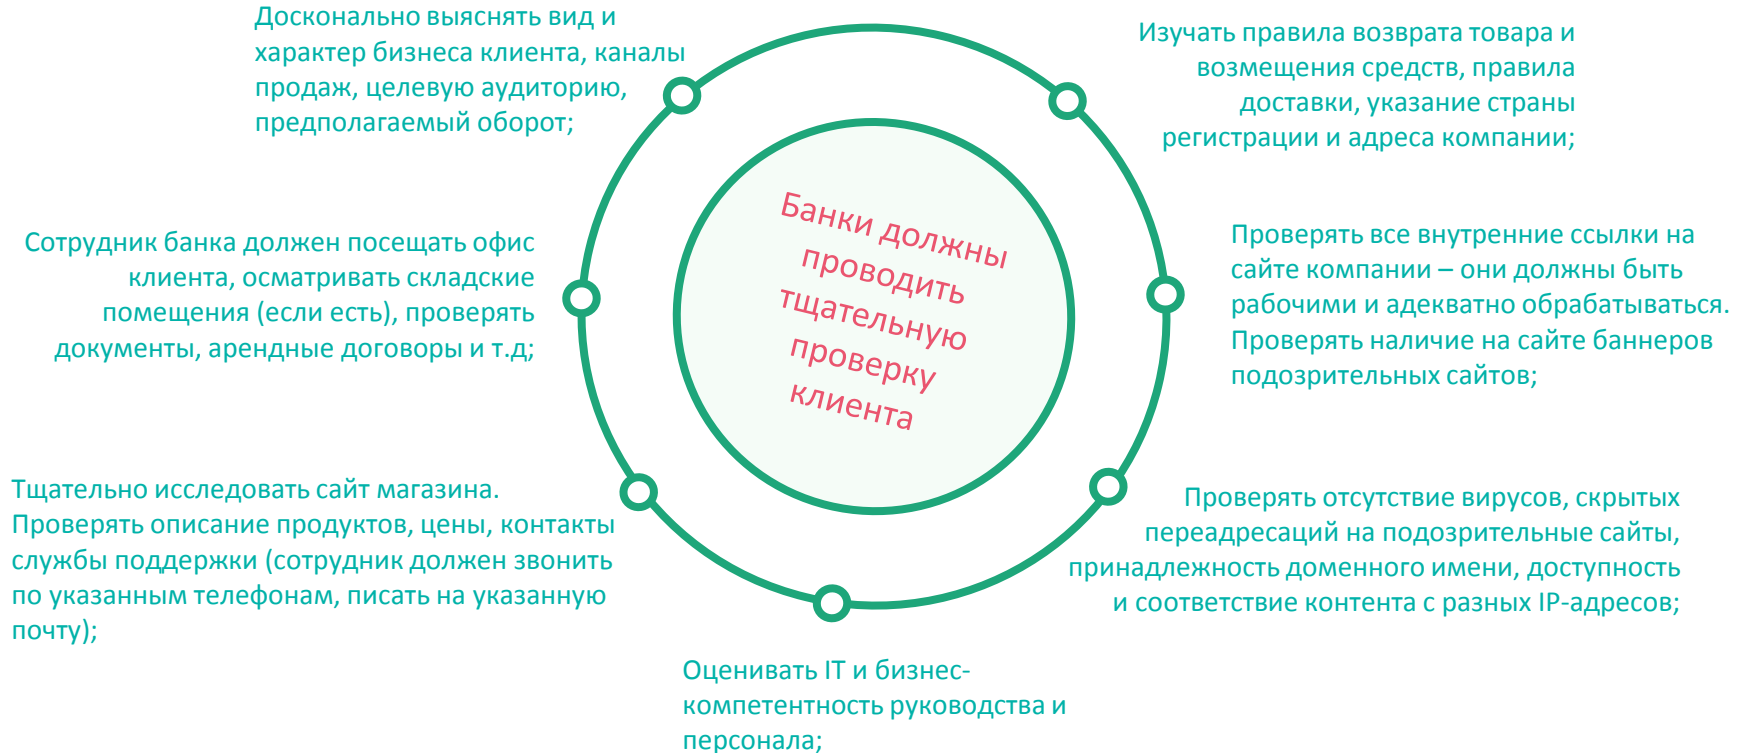 Досконально выяснять вид и
характер бизнеса клиента, каналы
продаж, целевую аудиторию,
предполагаемый оборот;
Изучать правила возврата товара и
возмещения средств, правила
доставки, указание страны
регистрации и адреса компании;
Сотрудник банка должен посещать офис
клиента, осматривать складские
помещения (если есть), проверять
документы, арендные договоры и т.д;
Банки должны
проводить
тщательную
проверку
клиента
Проверять все внутренние ссылки на
сайте компании – они должны быть
рабочими и адекватно обрабатываться.
Проверять наличие на сайте баннеров
подозрительных сайтов;
Тщательно исследовать сайт магазина.
Проверять описание продуктов, цены, контакты
службы поддержки (сотрудник должен звонить
по указанным телефонам, писать на указанную
почту);
Проверять отсутствие вирусов, скрытых
переадресаций на подозрительные сайты,
принадлежность доменного имени, доступность
и соответствие контента с разных IP-адресов;
Оценивать IT и бизнес-
компетентность руководства и
персонала;